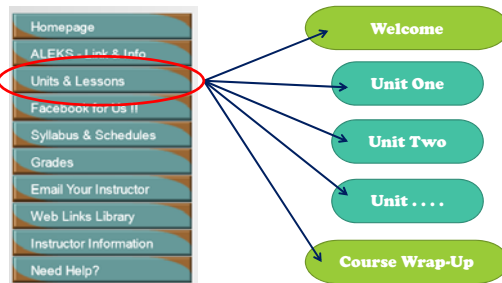 Homepage
ALEKS - Link & Info
Units & Lessons
Facebook for Us !!
Syllabus & Schedules
Grades
Email Your Instructor
Web Links Library
Instructor Information
Need Help?
Welcome
Unit One
Unit Two
Unit . . . .
Course Wrap-Up